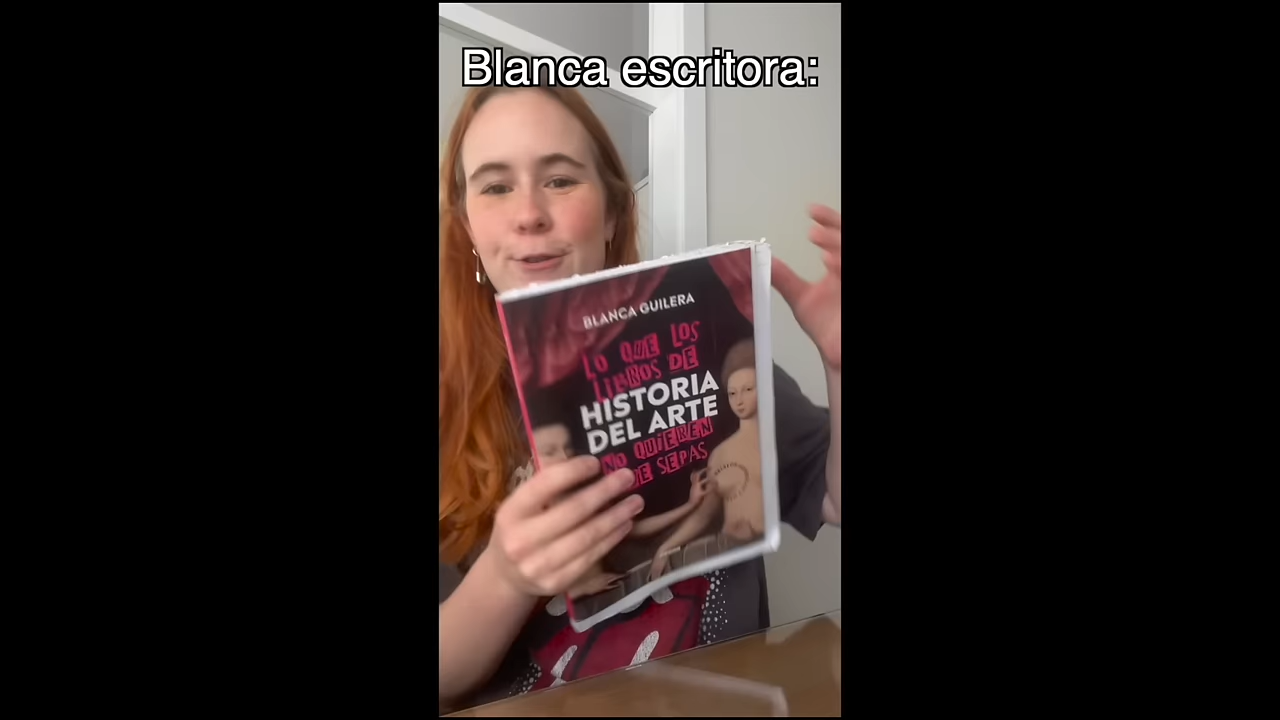 Blanca escritora:
BLANCA GUILERA
LO QUE LOS
LIBROS DE
HISTORIA
DEL ARTE
NO QUIEREN
QUE SEPAS